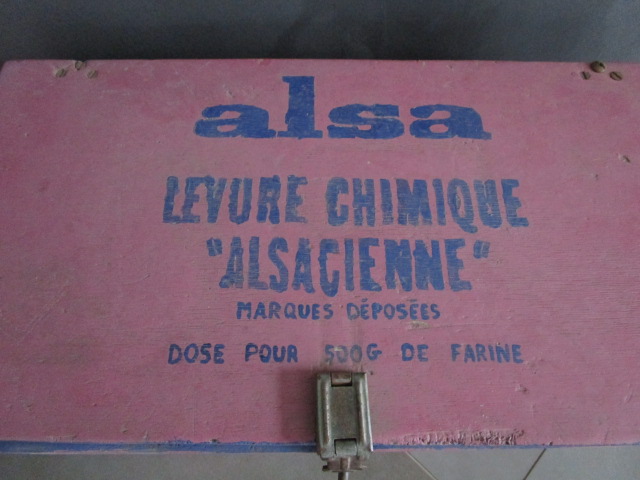 alsa
LEVURE CHIMIQUE
"ALSACIENNE"
MARQUES DÉPOSÉES
DOSE POUR 500G DE FARINE